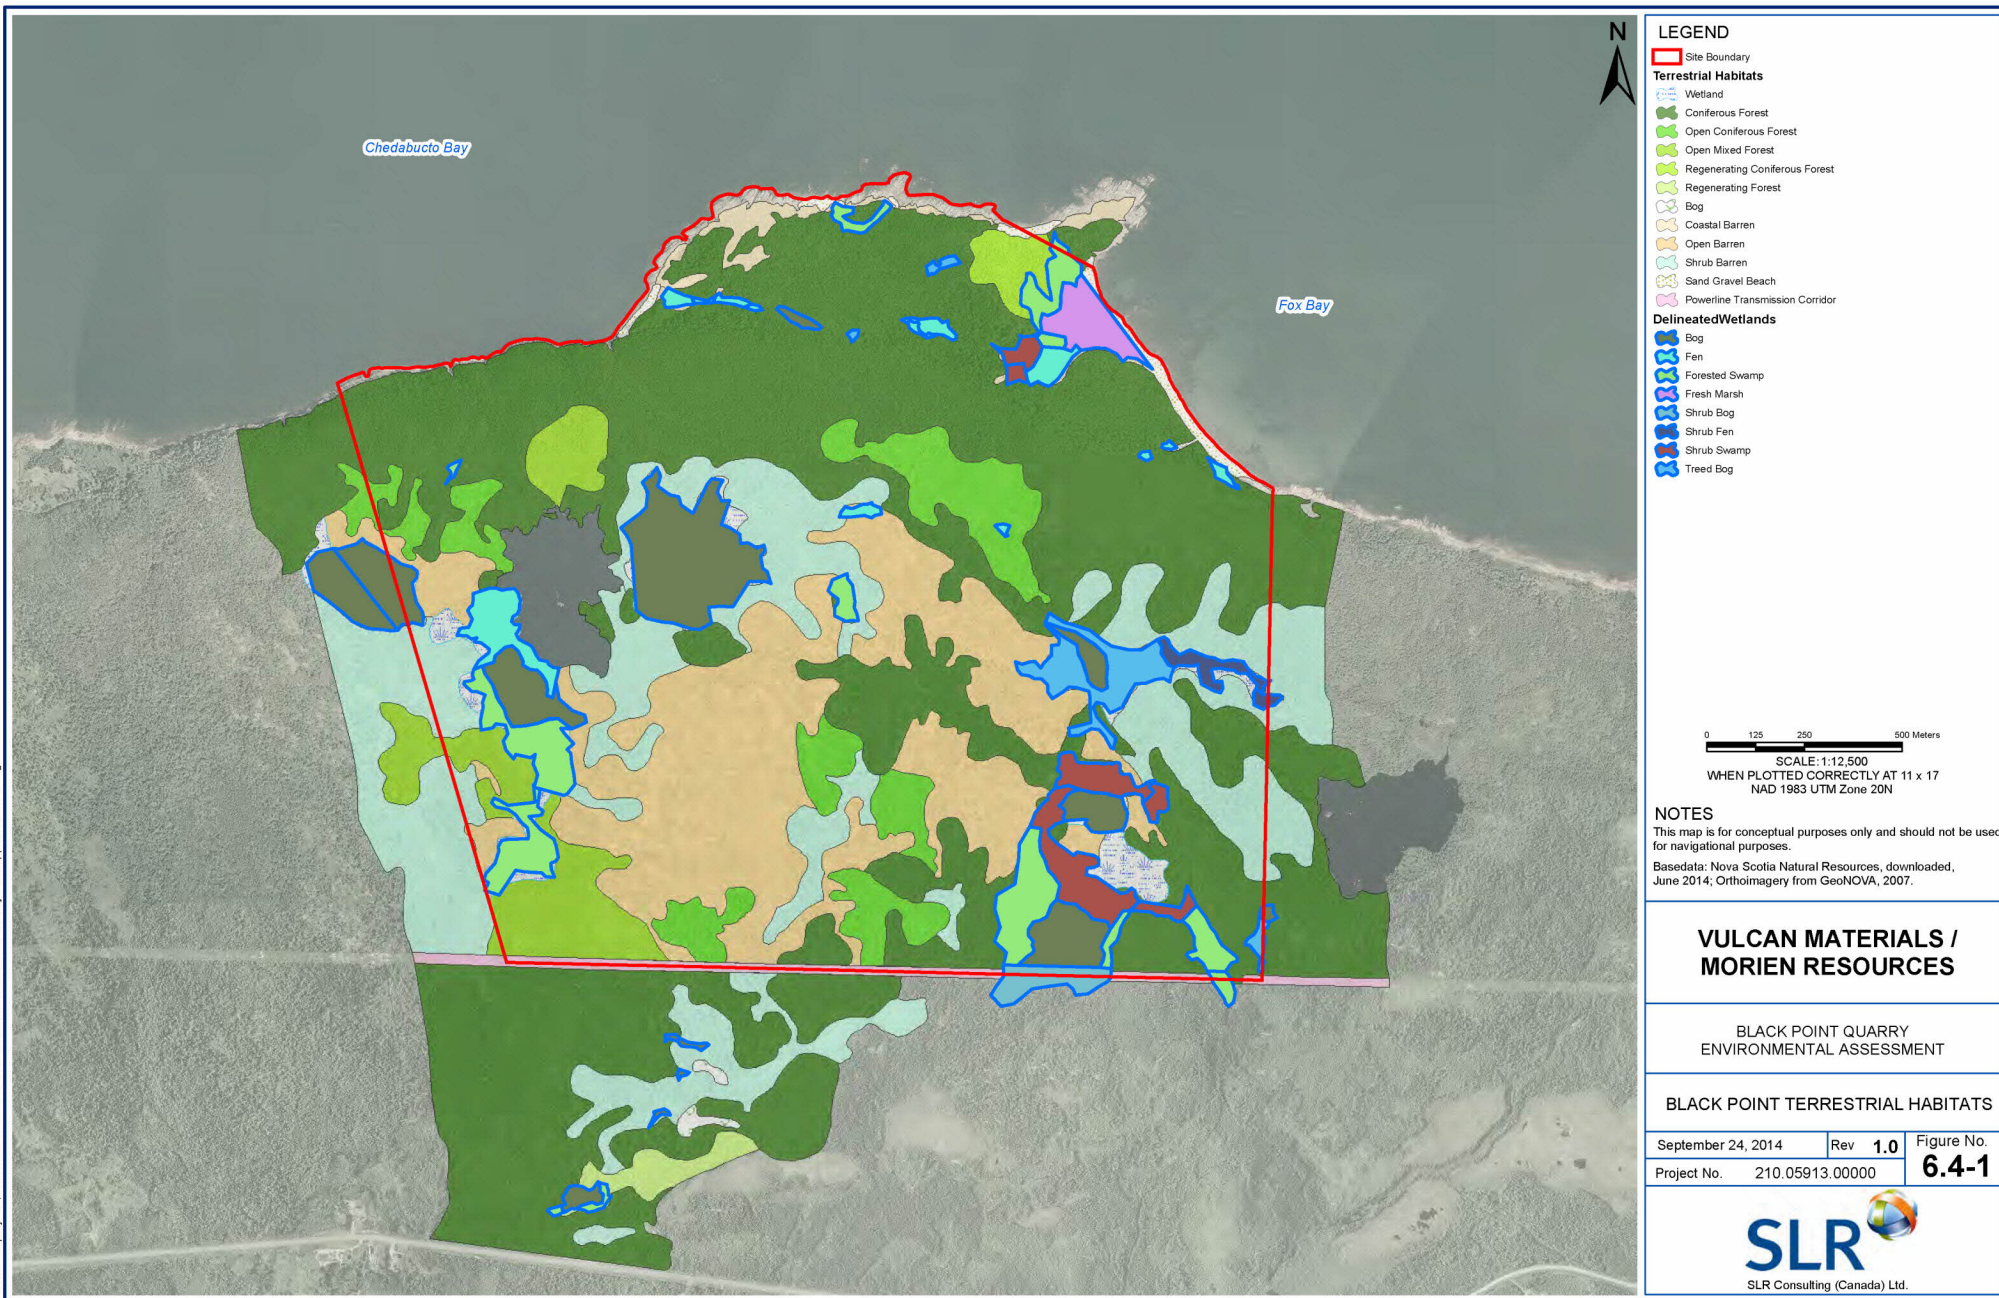 Chedabucto Bay
Fox Bay
N
LEGEND
Site Boundary
Terrestrial Habitats
Wetland
Coniferous Forest
Open Coniferous Forest
Open Mixed Forest
Regenerating Coniferous Forest
Regenerating Forest
Bog
Coastal Barren
Open Barren
Shrub Barren
Sand Gravel Beach
Powerline Transmission Corridor
DelineatedWetlands
Bog
Fen
Forested Swamp
Fresh Marsh
Shrub Bog
Shrub Fen
Shrub Swamp
Treed Bog
0 125 250 500 Meters
SCALE: 1:12,500
WHEN PLOTTED CORRECTLY AT 11 x 17
NAD 1983 UTM Zone 20N
NOTES
This map is for conceptual purposes only and should not be used
for navigational purposes.
Basedata: Nova Scotia Natural Resources, downloaded,
June 2014; Orthoimagery from GeoNOVA, 2007.
VULCAN MATERIALS /
MORIEN RESOURCES
BLACK POINT QUARRY
ENVIRONMENTAL ASSESSMENT
BLACK POINT TERRESTRIAL HABITATS
September 24, 2014 Rev 1.0 Figure No.
Project No. 210.05913.00000 6.4-1
SLR
SLR Consulting (Canada) Ltd.